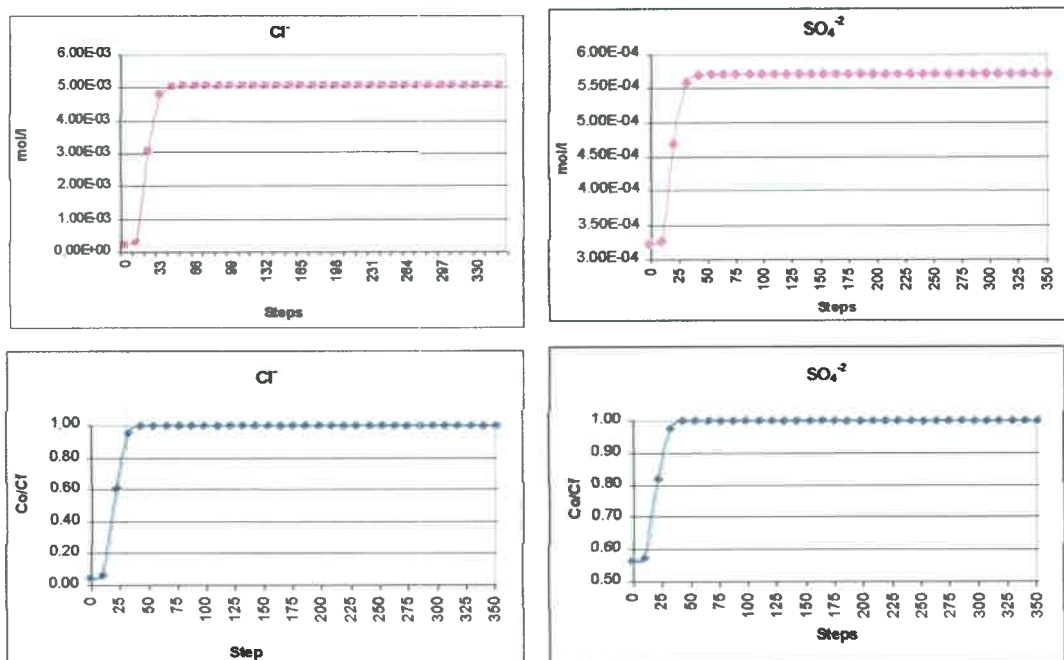 Cl-
6.00E-03
5.00E-03
4.00E-03
3.00E-03
2.00E-03
1.00E-03
0.00E+00
mol/l
0 33 66 99 132 165 198 231 264 297 330
Steps
SO4-2
6.00E-04
5.50E-04
5.00E-04
4.50E-04
4.00E-04
3.50E-04
3.00E-04
mol/l
0 25 50 75 100 125 150 175 200 225 250 275 300 325 350
Steps
Cl-
1.00
0.80
0.60
0.40
0.20
0.00
Co/Cf
0 25 50 75 100 125 150 175 200 225 250 275 300 325 350
Step
SO4-2
1.00
0.90
0.80
0.70
0.60
0.50
Co/Cf
0 25 50 75 100 125 150 175 200 225 250 275 300 325 350
Steps